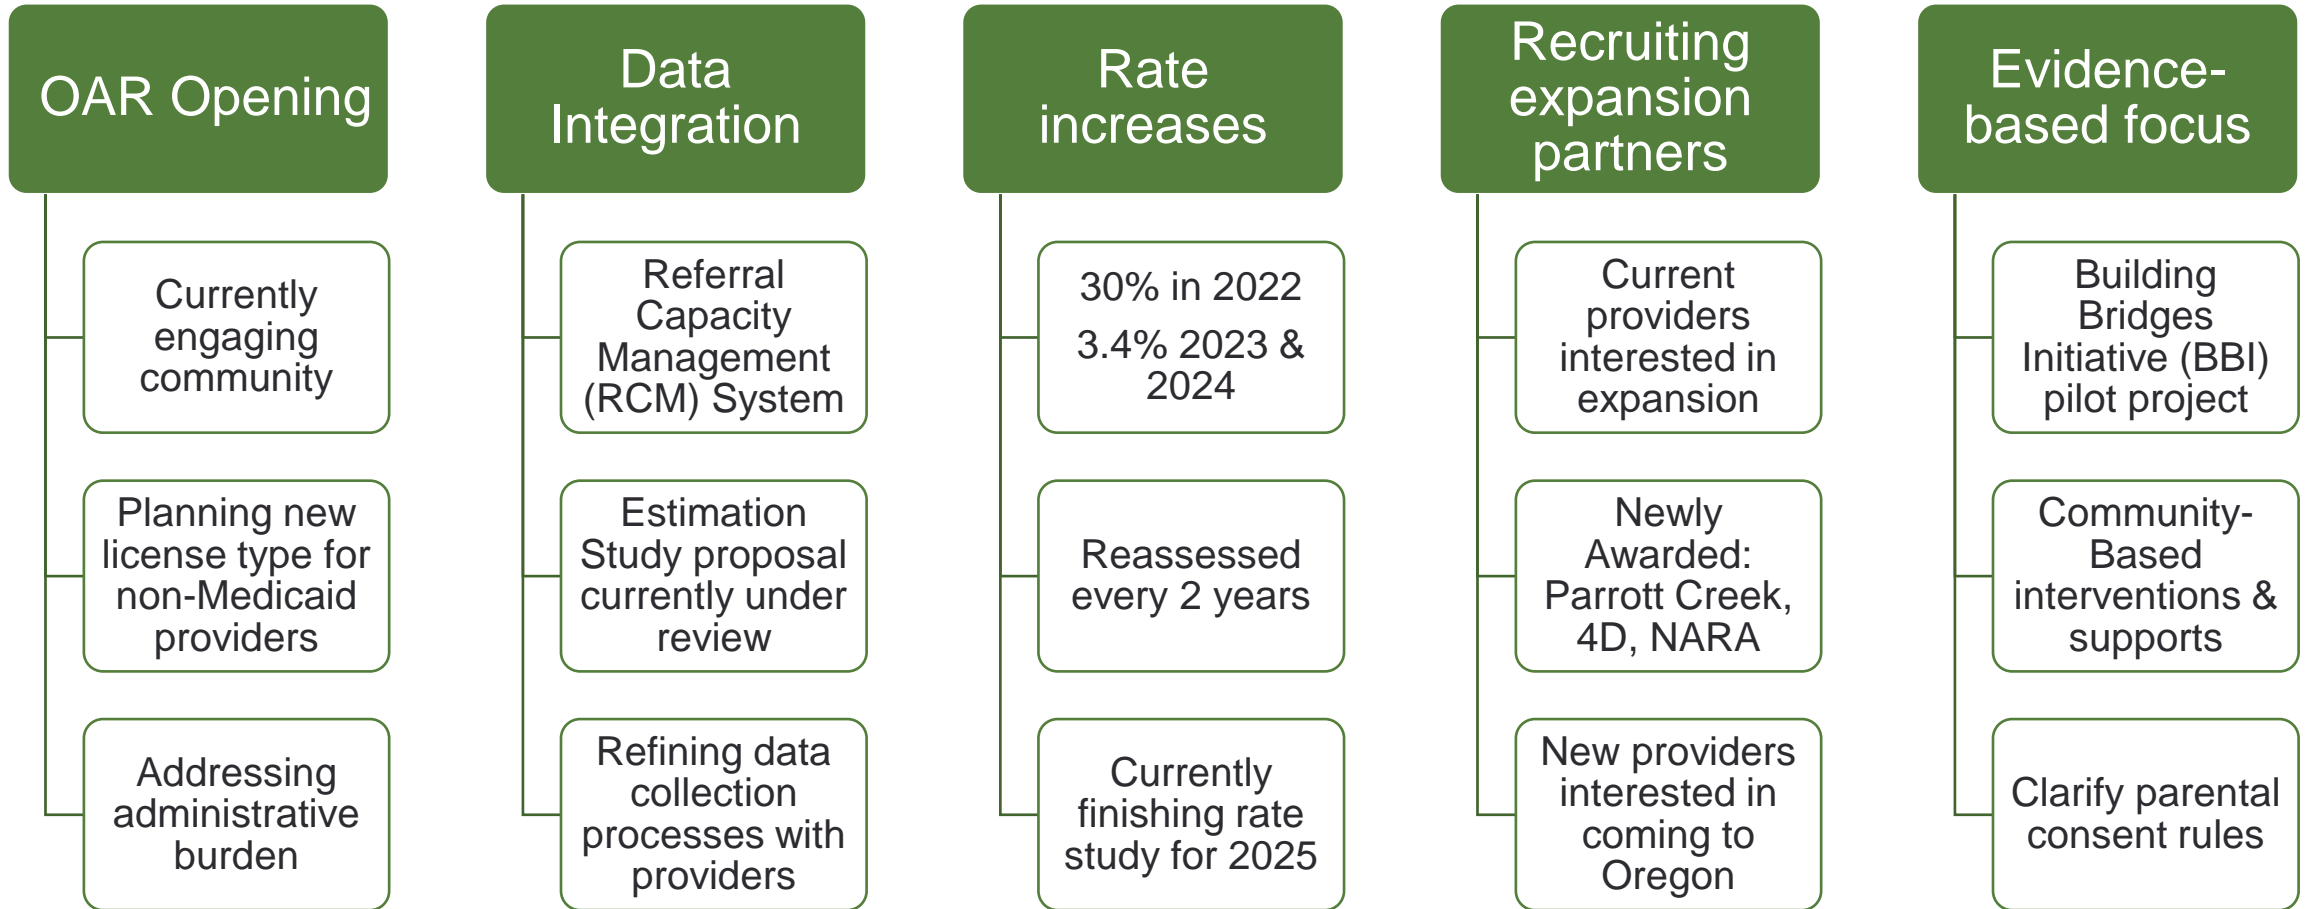 OAR Opening
Currently
engaging
community
Planning new
license type for
non-Medicaid
providers
Addressing
administrative
burden
Data
Integration
Referral
Capacity
Management
(RCM) System
Estimation
Study proposal
currently under
review
Refining data
collection
processes with
providers
Rate
increases
30% in 2022
3.4% 2023 &
2024
Reassessed
every 2 years
Currently
finishing rate
study for 2025
Recruiting
expansion
partners
Current
providers
interested in
expansion
Newly
Awarded:
Parrott Creek,
4D, NARA
New providers
interested in
coming to
Oregon
Evidence-
based focus
Building
Bridges
Initiative (BBI)
pilot project
Community-
Based
interventions &
supports
Clarify parental
consent rules